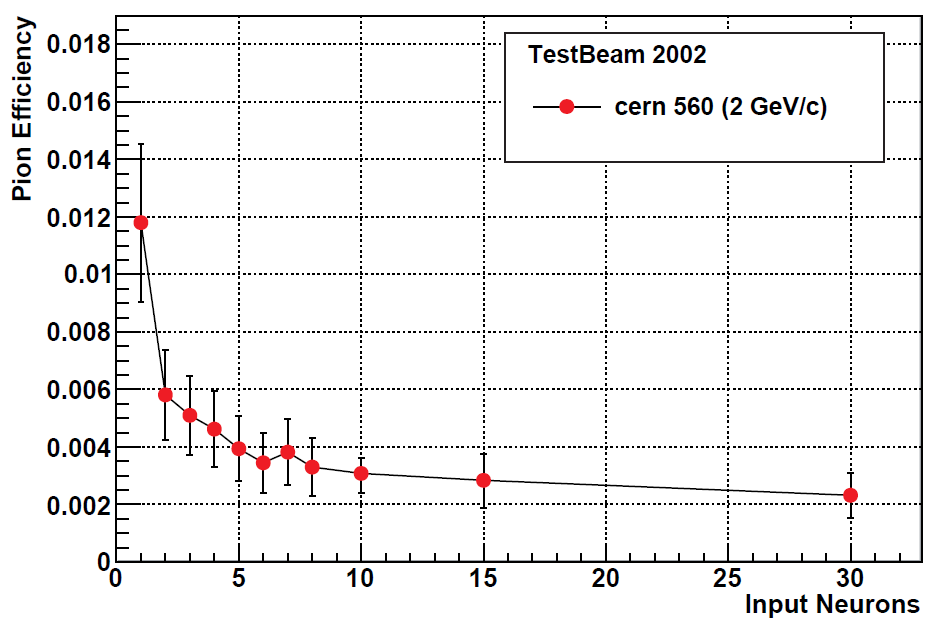 Pion Efficiency
0.018
0.016
0.014
0.012
0.01
0.008
0.006
0.004
0.002
0
TestBeam 2002
cern 560 (2 GeV/c)
0 5 10 15 20 25 30
Input Neurons